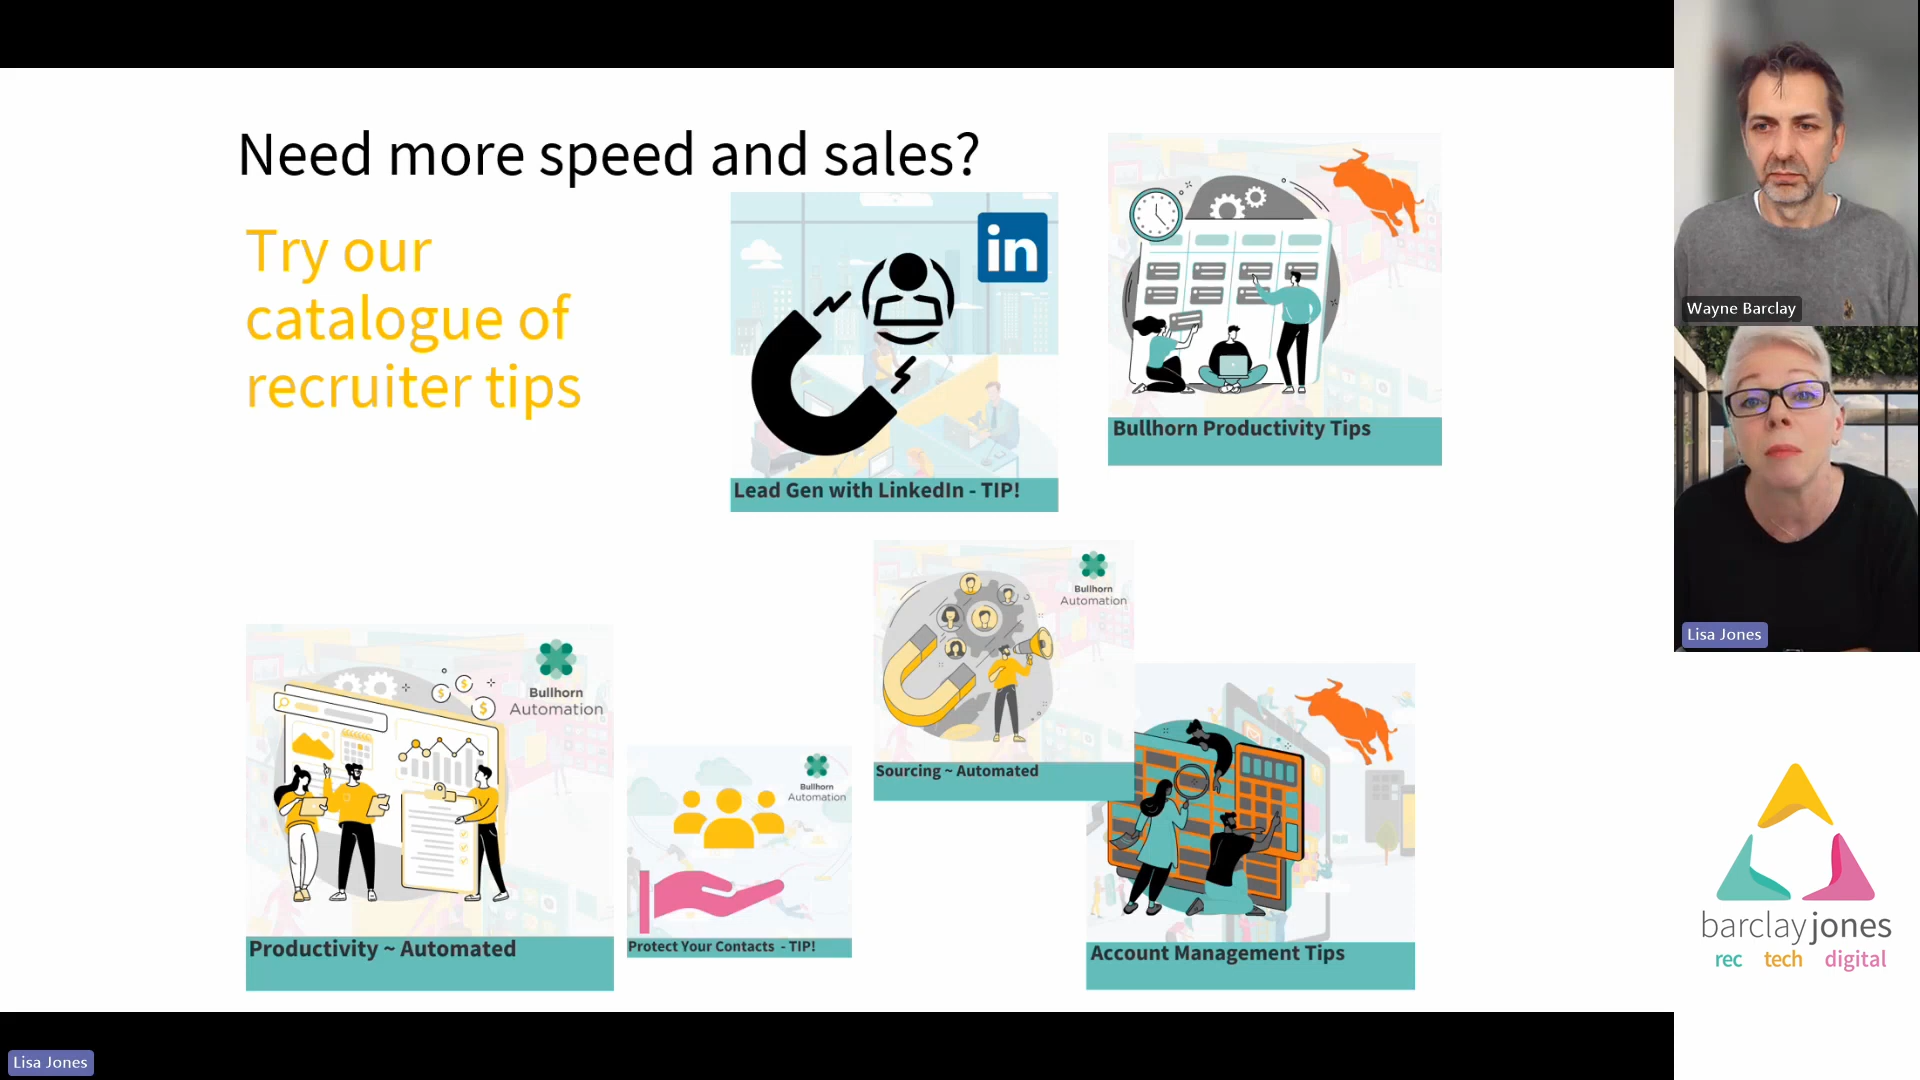 Need more speed and sales?
Try our
catalogue of
recruiter tips
in
Lead Gen with LinkedIn - TIP!
Bullhorn Productivity Tips
Bullhorn
Automation
Productivity ~ Automated
Bullhorn
Automation
Protect Your Contacts - TIP!
Bullhorn
Automation
Sourcing ~ Automated
Account Management Tips
Wayne Barclay
Lisa Jones
barclayjones
rec tech digital
Lisa Jones